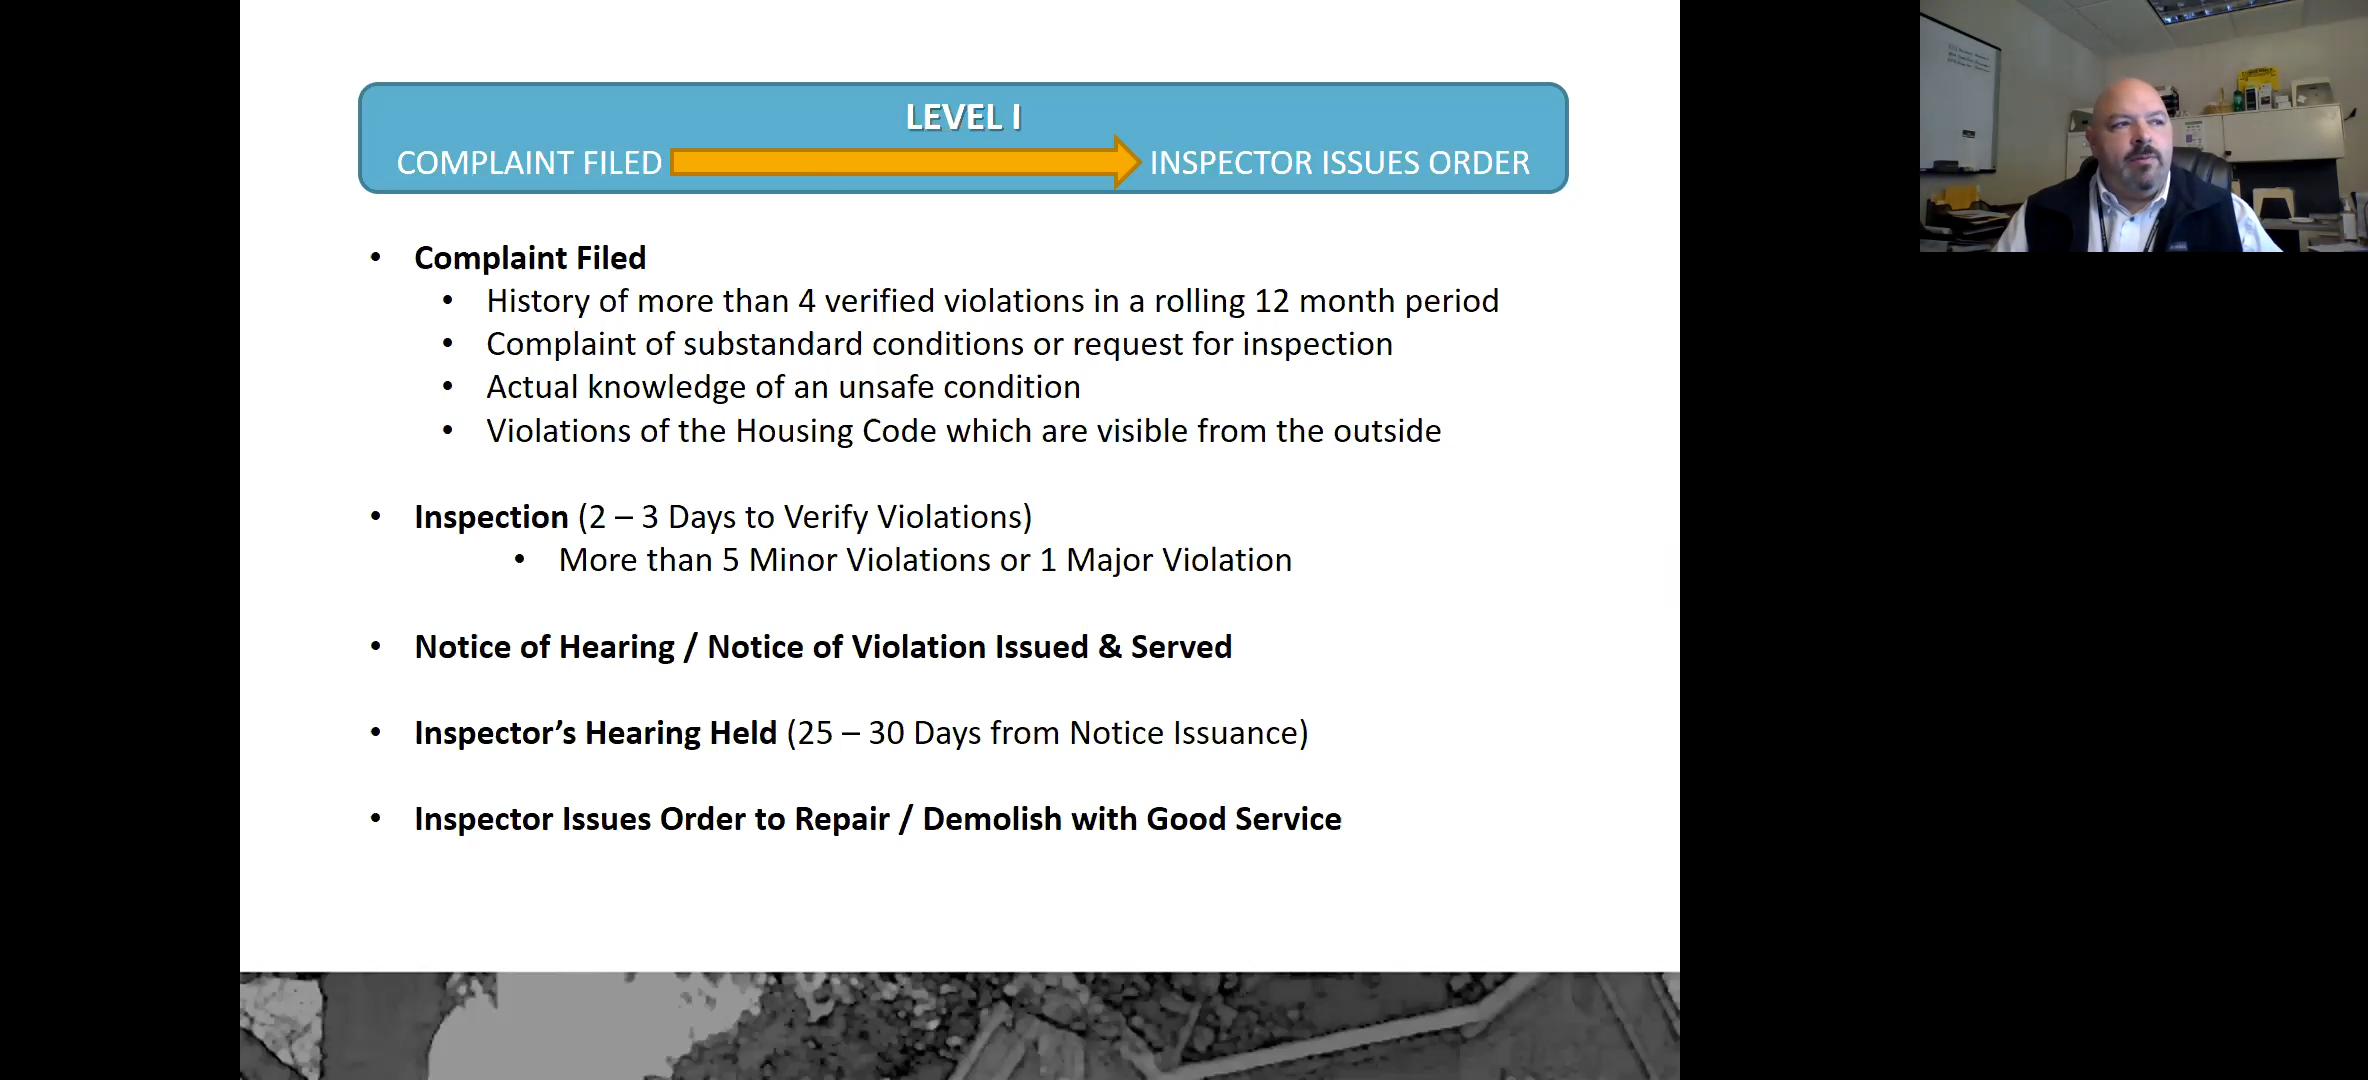 LEVEL I
COMPLAINT FILED INSPECTOR ISSUES ORDER
• Complaint Filed
• History of more than 4 verified violations in a rolling 12 month period
• Complaint of substandard conditions or request for inspection
• Actual knowledge of an unsafe condition
• Violations of the Housing Code which are visible from the outside
• Inspection (2 – 3 Days to Verify Violations)
• More than 5 Minor Violations or 1 Major Violation
• Notice of Hearing / Notice of Violation Issued & Served
• Inspector’s Hearing Held (25 – 30 Days from Notice Issuance)
• Inspector Issues Order to Repair / Demolish with Good Service